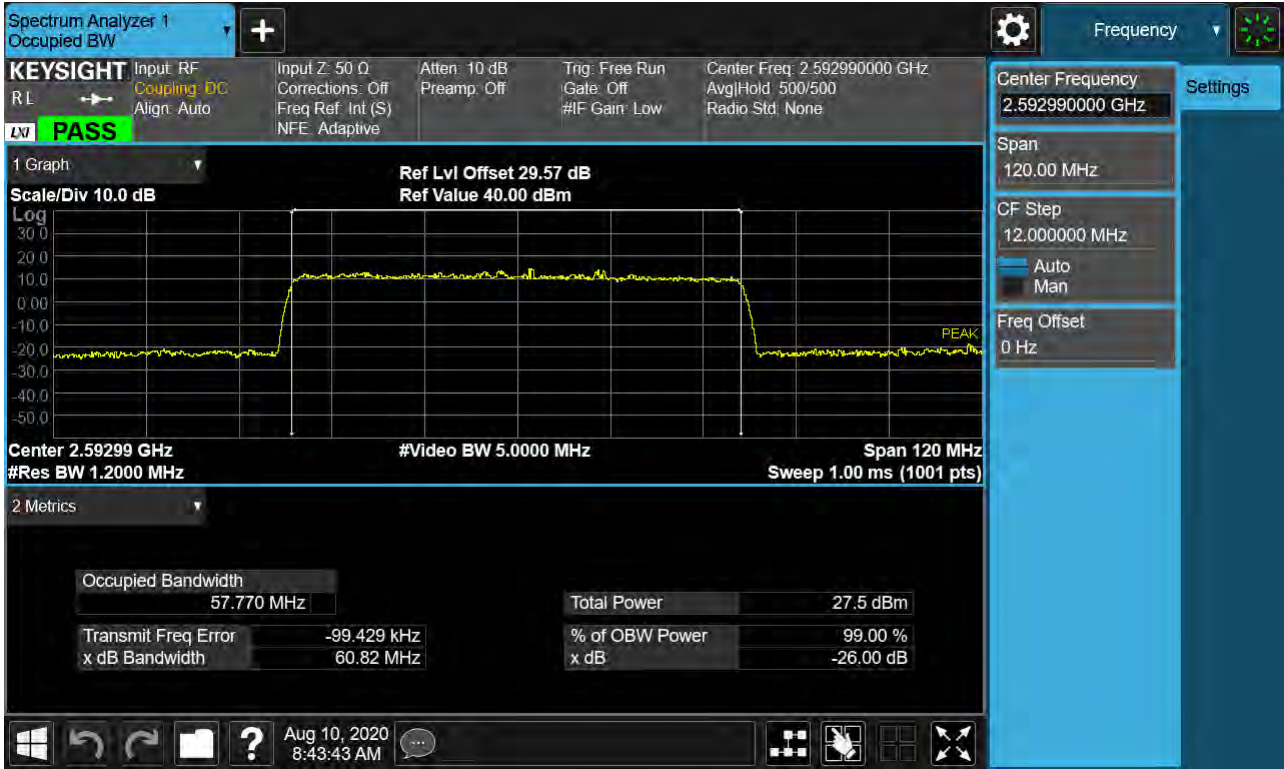 Spectrum Analyzer 1
Occupied BW
+
Frequency
KEYSIGHT
R L
LXI PASS
Input: RF
Coupling: DC
Align: Auto
Input Z: 50 Ω
Corrections: Off
Freq Ref: Int (S)
NFE: Adaptive
Atten: 10 dB
Preamp: Off
Trig: Free Run
Gate: Off
#IF Gain: Low
Center Freq: 2.592990000 GHz
Avg|Hold: 500/500
Radio Std: None
Center Frequency
2.592990000 GHz
Settings
Span
120.00 MHz
CF Step
12.000000 MHz
Auto
Man
Freq Offset
0 Hz
1 Graph
Scale/Div 10.0 dB
Ref Lvl Offset 29.57 dB
Ref Value 40.00 dBm
Log
30.0
20.0
10.0
0.00
-10.0
-20.0
-30.0
-40.0
-50.0
PEAK
Center 2.59299 GHz
#Video BW 5.0000 MHz
Span 120 MHz
#Res BW 1.2000 MHz
Sweep 1.00 ms (1001 pts)
2 Metrics
Occupied Bandwidth
57.770 MHz
Total Power 27.5 dBm
Transmit Freq Error -99.429 kHz
% of OBW Power 99.00 %
x dB Bandwidth 60.82 MHz
x dB -26.00 dB
?
Aug 10, 2020
8:43:43 AM